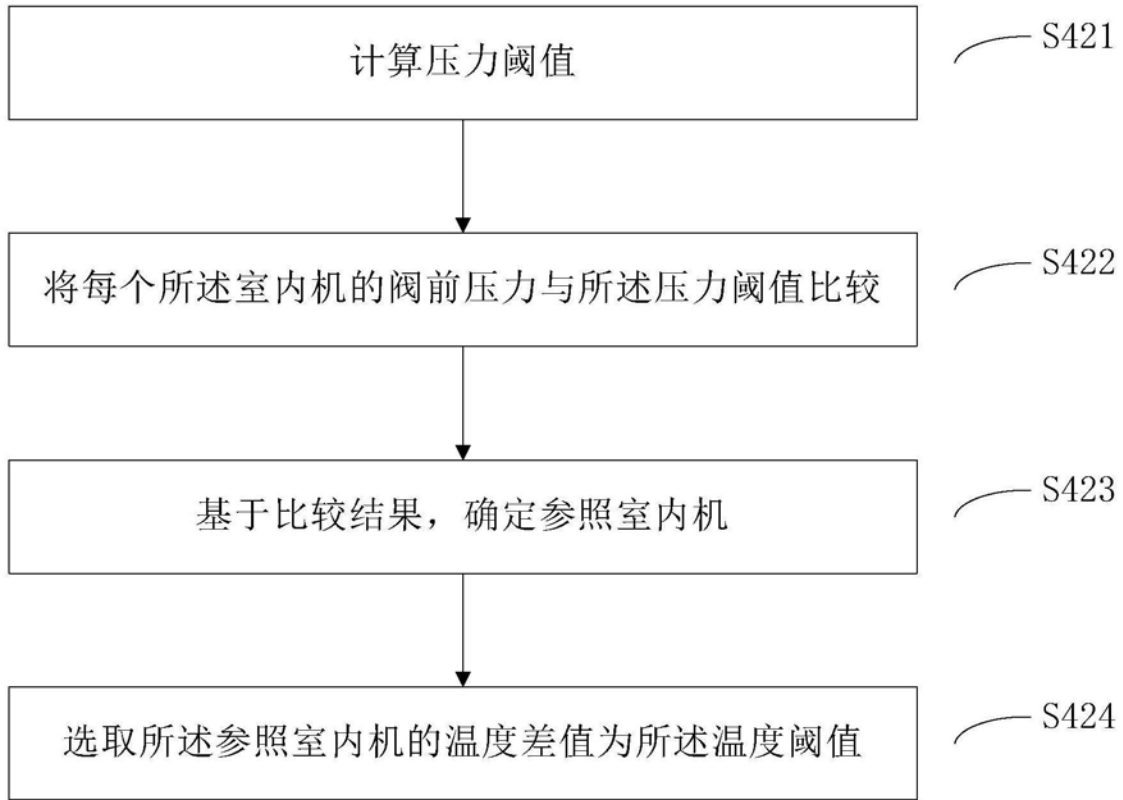 计算压力阈值
S421
将每个所述室内机的阀前压力与所述压力阈值比较
S422
基于比较结果，确定参照室内机
S423
选取所述参照室内机的温度差值为所述温度阈值
S424